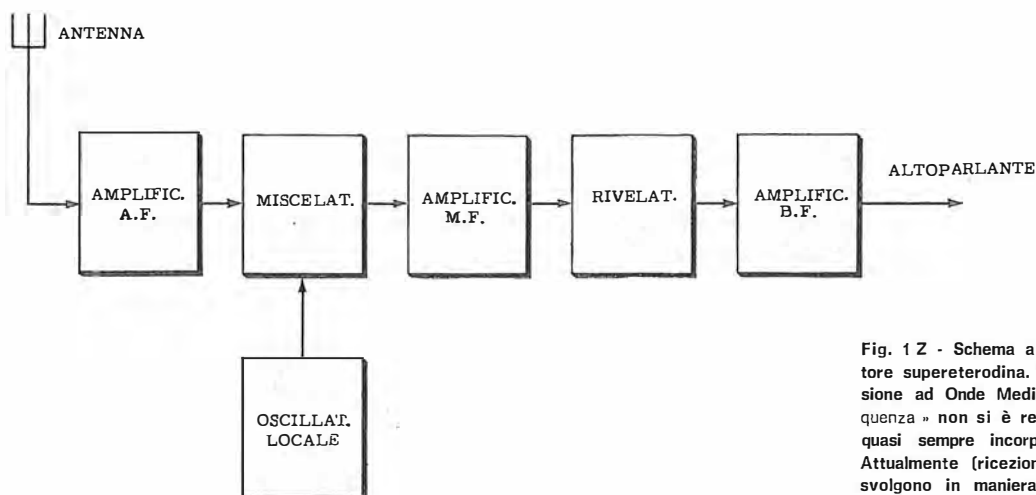 ANTENNA
AMPLIFIC.
A.F.
MISCELAT.
AMPLIFIC.
M.F.
RIVELAT.
AMPLIFIC.
B.F.
ALTOPARLANTE
OSCILLAT.
LOCALE
Fig. 1 Z - Schema a
tore supereterodina.
sione ad Onde Medi
quenza » non si è re
quasi sempre incorp
Attualmente (ricezion
svolgono in maniera